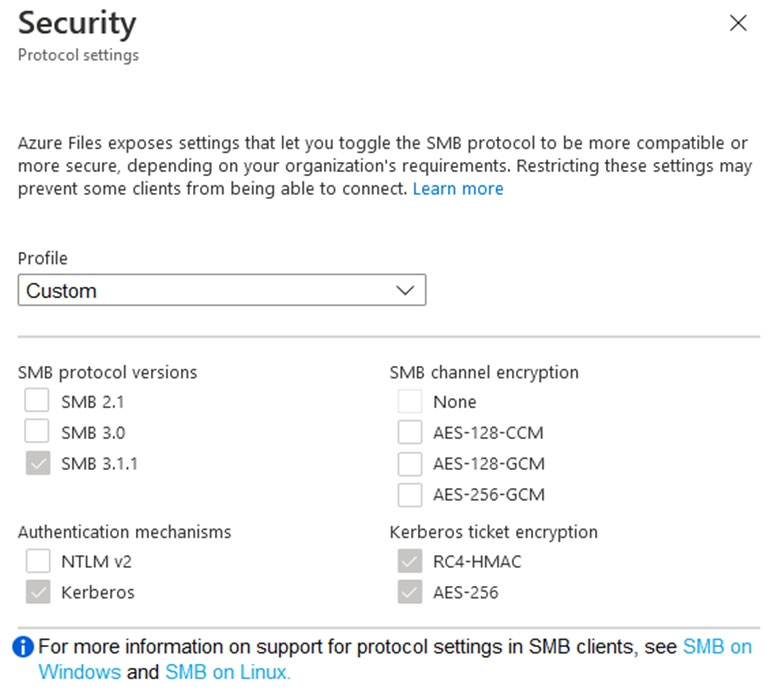 Security
Protocol settings
Azure Files exposes settings that let you toggle the SMB protocol to be more compatible or
more secure, depending on your organization's requirements. Restricting these settings may
prevent some clients from being able to connect. Learn more
Profile
Custom
SMB protocol versions
SMB 2.1
SMB 3.0
SMB 3.1.1
SMB channel encryption
None
AES-128-CCM
AES-128-GCM
AES-256-GCM
Authentication mechanisms
NTLM v2
Kerberos
Kerberos ticket encryption
RC4-HMAC
AES-256
For more information on support for protocol settings in SMB clients, see SMB on
Windows and SMB on Linux.